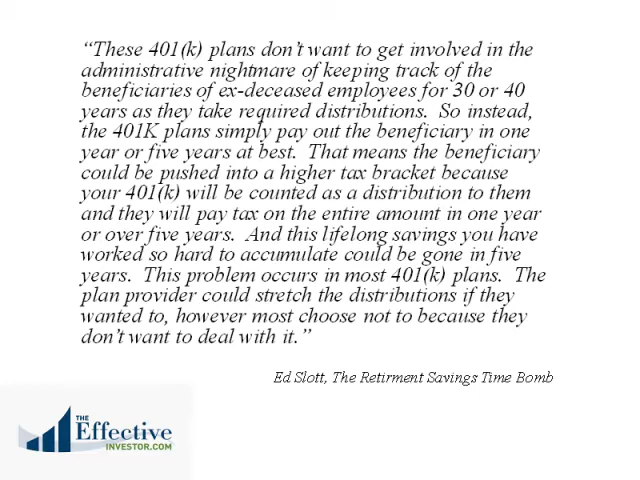 “These 401(k) plans don’t want to get involved in the
administrative nightmare of keeping track of the
beneficiaries of ex-deceased employees for 30 or 40
years as they take required distributions.  So instead,
the 401K plans simply pay out the beneficiary in one
year or five years at best.  That means the beneficiary
could be pushed into a higher tax bracket because
your 401(k) will be counted as a distribution to them
and they will pay tax on the entire amount in one year
or over five years.  And this lifelong savings you have
worked so hard to accumulate could be gone in five
years.  This problem occurs in most 401(k) plans.  The
plan provider could stretch the distributions if they
wanted to, however most choose not to because they
don’t want to deal with it.”
Ed Slott, The Retirment Savings Time Bomb
THE
Effective
INVESTOR.COM